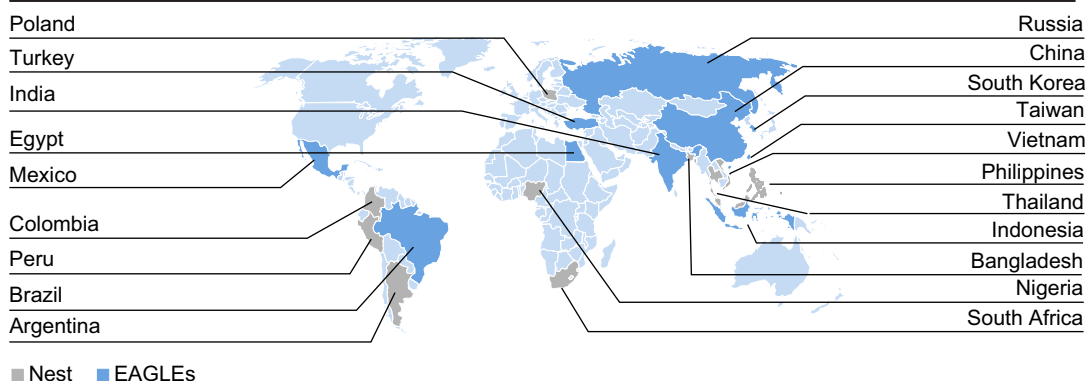 Poland
Turkey
India
Egypt
Mexico
Colombia
Peru
Brazil
Argentina
Russia
China
South Korea
Taiwan
Vietnam
Philippines
Thailand
Indonesia
Bangladesh
Nigeria
South Africa
Nest EAGLEs